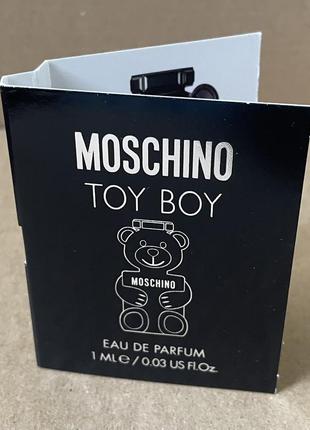 MOSCHINO
TOY BOY
MOSCHINO
EAU DE PARFUM
1 ML ℮ / 0.03 US Fl.Oz.